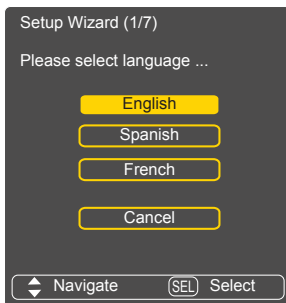 Setup Wizard (1/7)
Please select language ...
English
Spanish
French
Cancel
Navigate SEL Select